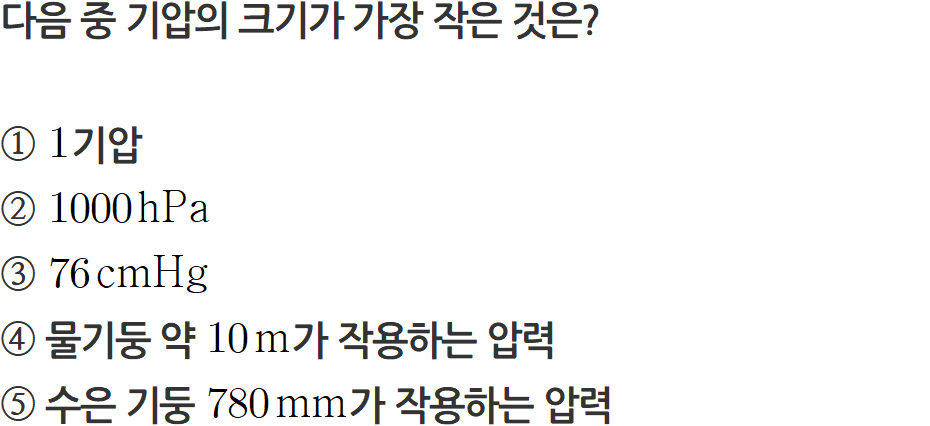 다음 중 기압의 크기가 가장 작은 것은?
① 1기압
② 1000hPa
③ 76cmHg
④ 물기둥 약 10m가 작용하는 압력
⑤ 수은 기둥 780mm가 작용하는 압력